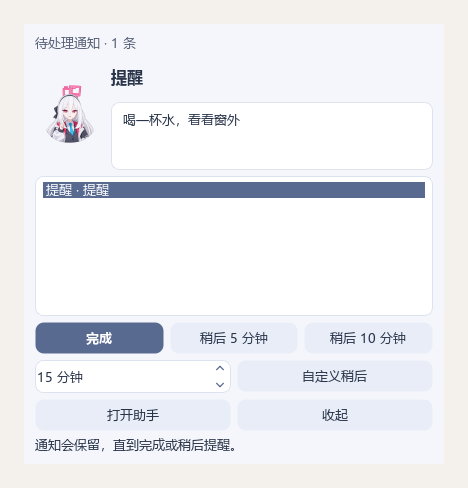 待处理通知 · 1 条
提醒
喝一杯水，看看窗外
提醒 · 提醒
完成
稍后 5 分钟
稍后 10 分钟
15 分钟
自定义稍后
打开助手
收起
通知会保留，直到完成或稍后提醒。